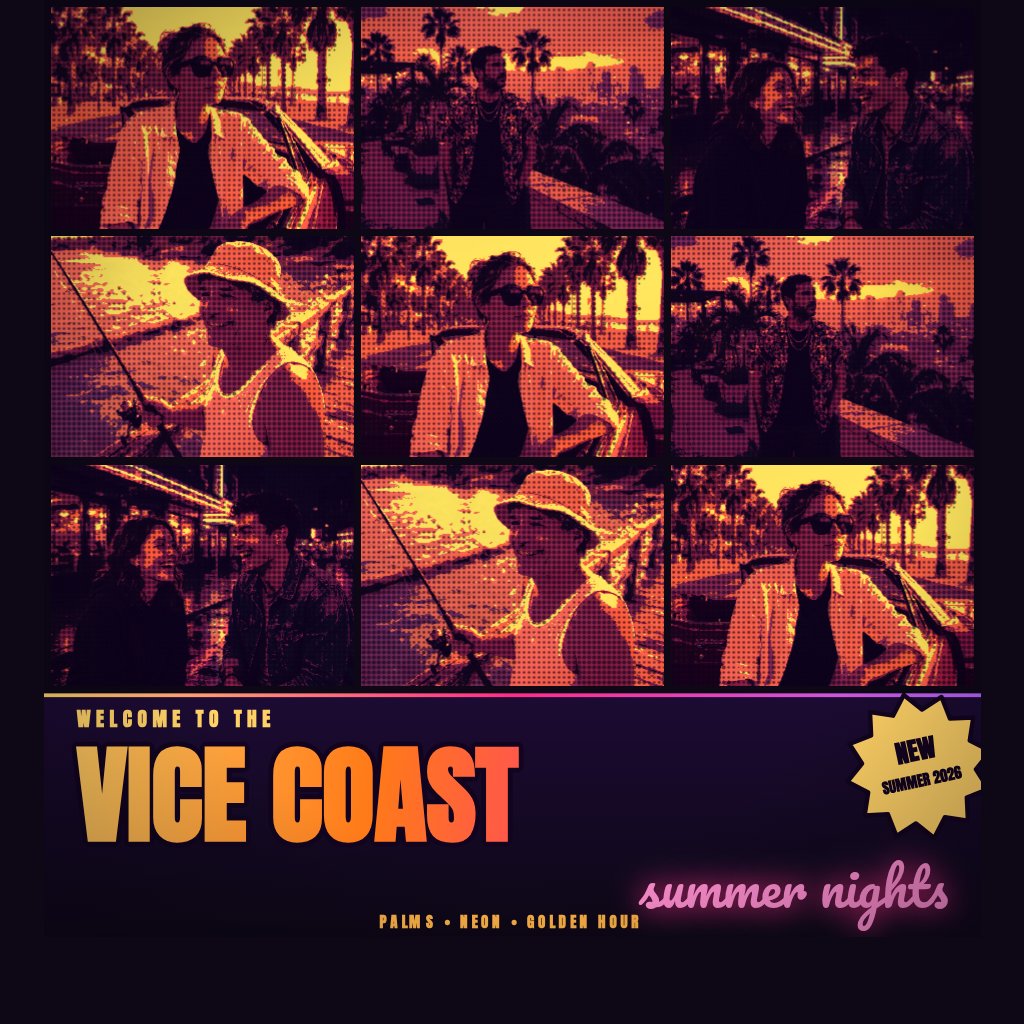 WELCOME TO THE
VICE COAST
NEW
SUMMER 2026
summer nights
PALMS • NEON • GOLDEN HOUR